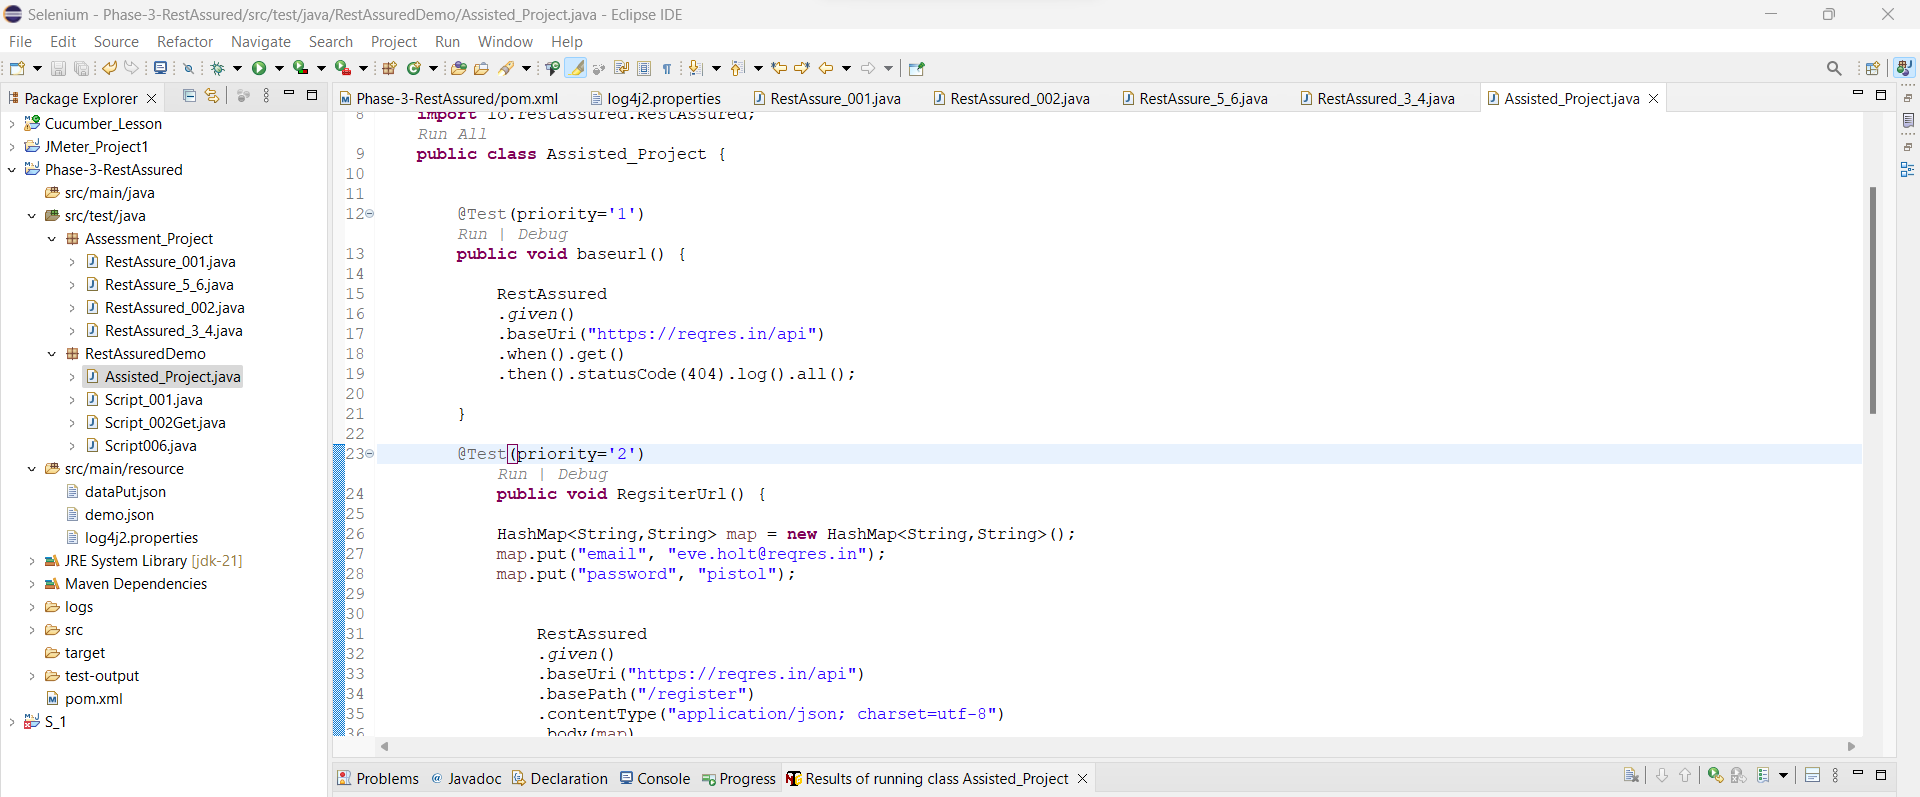 Selenium - Phase-3-RestAssured/src/test/java/RestAssuredDemo/Assisted_Project.java - Eclipse IDE
File Edit Source Refactor Navigate Search Project Run Window Help
Package Explorer
Cucumber_Lesson
JMeter_Project1
Phase-3-RestAssured
src/main/java
src/test/java
Assessment_Project
RestAssure_001.java
RestAssure_5_6.java
RestAssured_002.java
RestAssured_3_4.java
RestAssuredDemo
Assisted_Project.java
Script_001.java
Script_002Get.java
Script006.java
src/main/resource
dataPut.json
demo.json
log4j2.properties
JRE System Library [jdk-21]
Maven Dependencies
logs
src
target
test-output
pom.xml
S_1
Phase-3-RestAssured/pom.xml log4j2.properties RestAssure_001.java RestAssured_002.java RestAssure_5_6.java RestAssured_3_4.java Assisted_Project.java
8 import io.restassured.RestAssured;
Run All
9 public class Assisted_Project {
10
11
12 @Test(priority='1')
Run | Debug
13 public void baseurl() {
14
15 RestAssured
16 .given()
17 .baseUri("https://reqres.in/api")
18 .when().get()
19 .then().statusCode(404).log().all();
20
21 }
22
23 @Test(priority='2')
Run | Debug
24 public void RegsiterUrl() {
25
26 HashMap<String,String> map = new HashMap<String,String>();
27 map.put("email", "eve.holt@reqres.in");
28 map.put("password", "pistol");
29
30
31 RestAssured
32 .given()
33 .baseUri("https://reqres.in/api")
34 .basePath("/register")
35 .contentType("application/json; charset=utf-8")
36 .body(map)
Problems Javadoc Declaration Console Progress Results of running class Assisted_Project